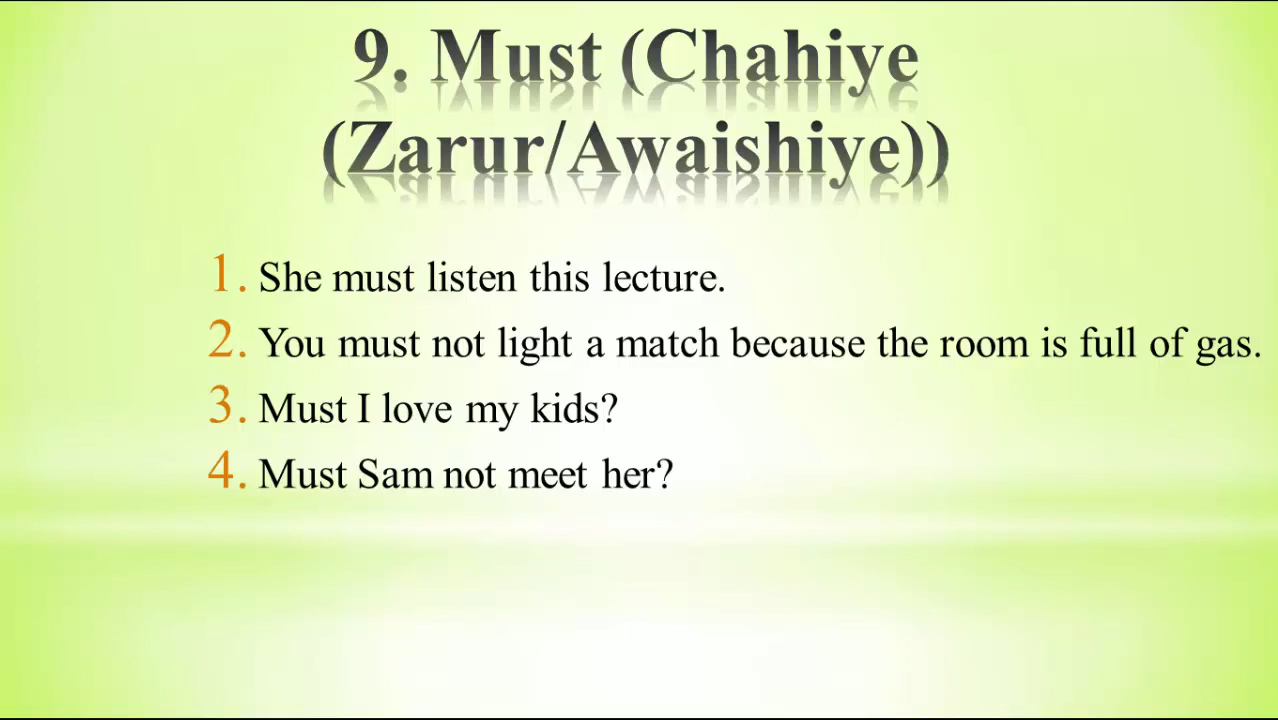 9. Must (Chahiye
(Zarur/Awaishiye))
1. She must listen this lecture.
2. You must not light a match because the room is full of gas.
3. Must I love my kids?
4. Must Sam not meet her?